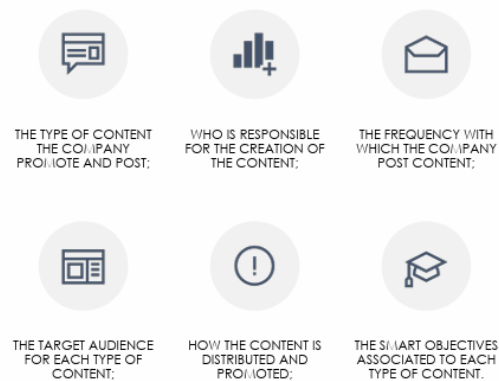 THE TYPE OF CONTENT
THE COMPANY
PROMOTE AND POST;
WHO IS RESPONSIBLE
FOR THE CREATION OF
THE CONTENT;
THE FREQUENCY WITH
WHICH THE COMPANY
POST CONTENT;
THE TARGET AUDIENCE
FOR EACH TYPE OF
CONTENT;
HOW THE CONTENT IS
DISTRIBUTED AND
PROMOTED;
THE SMART OBJECTIVES
ASSOCIATED TO EACH
TYPE OF CONTENT.